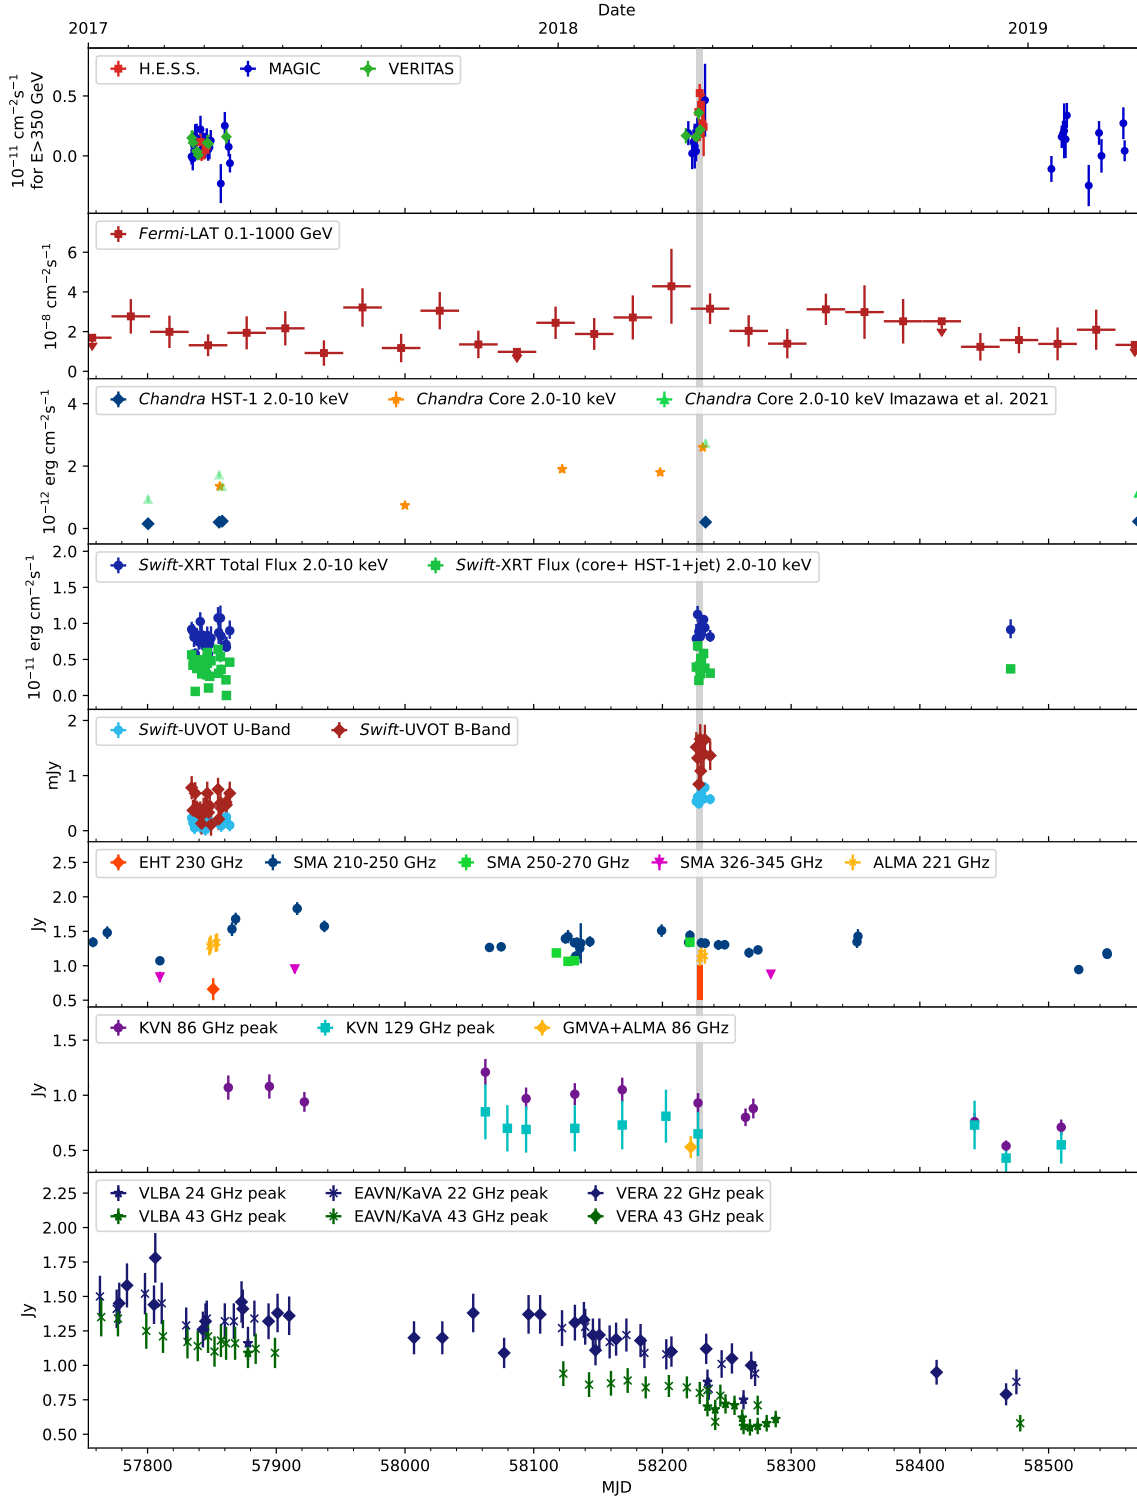 Date
2017 2018 2019
H.E.S.S. MAGIC VERITAS
10⁻¹¹ cm⁻²s⁻¹
for E>350 GeV
0.5
0.0
Fermi-LAT 0.1-1000 GeV
10⁻⁸ cm⁻²s⁻¹
6
4
2
0
Chandra HST-1 2.0-10 keV Chandra Core 2.0-10 keV Chandra Core 2.0-10 keV Imazawa et al. 2021
10⁻¹² erg cm⁻²s⁻¹
4
2
0
Swift-XRT Total Flux 2.0-10 keV Swift-XRT Flux (core+ HST-1+jet) 2.0-10 keV
10⁻¹¹ erg cm⁻²s⁻¹
2.0
1.5
1.0
0.5
0.0
Swift-UVOT U-Band Swift-UVOT B-Band
mJy
2
1
0
EHT 230 GHz SMA 210-250 GHz SMA 250-270 GHz SMA 326-345 GHz ALMA 221 GHz
Jy
2.5
2.0
1.5
1.0
0.5
KVN 86 GHz peak KVN 129 GHz peak GMVA+ALMA 86 GHz
Jy
1.5
1.0
0.5
VLBA 24 GHz peak EAVN/KaVA 22 GHz peak VERA 22 GHz peak
VLBA 43 GHz peak EAVN/KaVA 43 GHz peak VERA 43 GHz peak
Jy
2.25
2.00
1.75
1.50
1.25
1.00
0.75
0.50
57800 57900 58000 58100 58200 58300 58400 58500
MJD